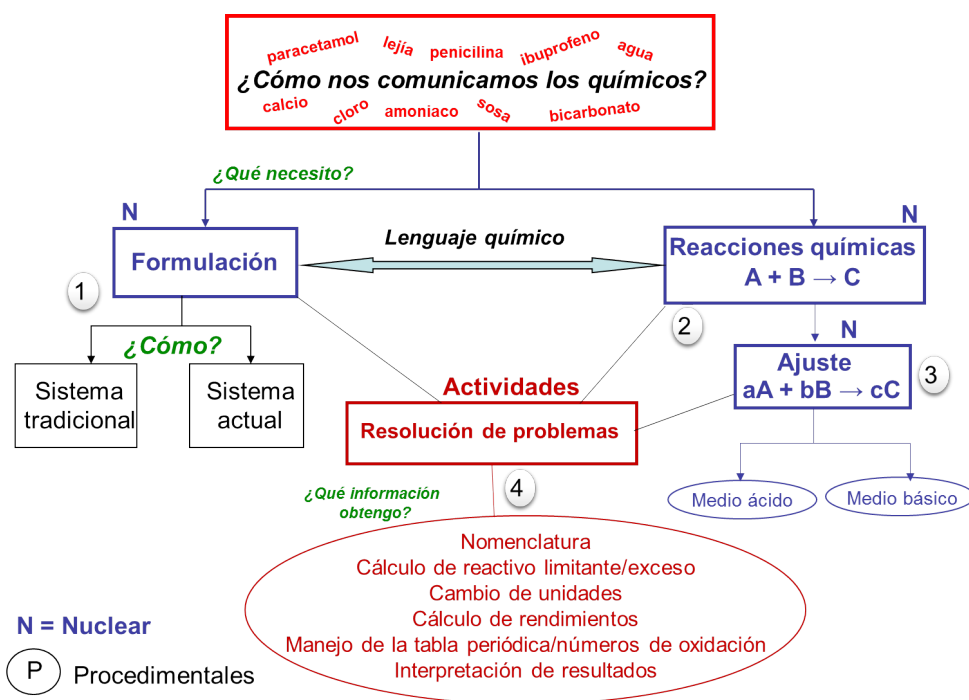 paracetamol lejía penicilina ibuprofeno agua
¿Cómo nos comunicamos los químicos?
calcio cloro amoniaco sosa bicarbonato
¿Qué necesito?
N
N
Formulación
Lenguaje químico
Reacciones químicas
A + B → C
1
2
¿Cómo?
N
Sistema
tradicional
Sistema
actual
Ajuste
aA + bB → cC
3
Actividades
Resolución de problemas
4
¿Qué información
obtengo?
Medio ácido
Medio básico
Nomenclatura
Cálculo de reactivo limitante/exceso
Cambio de unidades
Cálculo de rendimientos
Manejo de la tabla periódica/números de oxidación
Interpretación de resultados
N = Nuclear
P Procedimentales